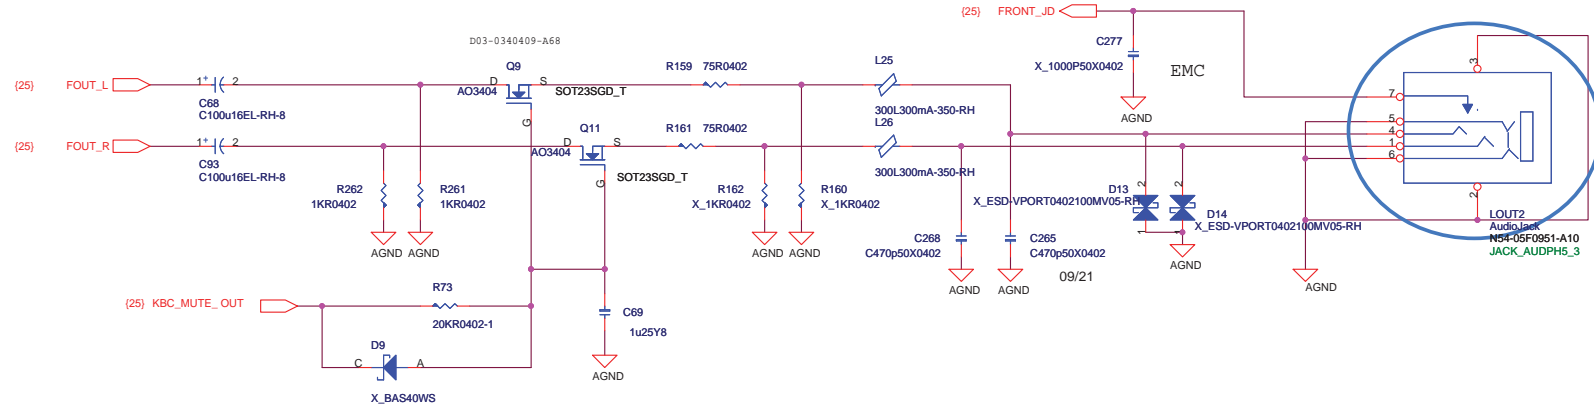 {25} FRONT_JD
D03-0340409-A68
C277
X_1000P50X0402
EMC
AGND
3
Q9
D S
AO3404
SOT23SGD_T
G
R159 75R0402
L25
300L300mA-350-RH
{25} FOUT_L
1 + 2
C68
C100u16EL-RH-8
7
5
4
1
6
2
Q11
D S
AO3404
SOT23SGD_T
G
R161 75R0402
L26
300L300mA-350-RH
{25} FOUT_R
1 + 2
C93
C100u16EL-RH-8
R262
1KR0402
R261
1KR0402
AGND AGND
R162
X_1KR0402
R160
X_1KR0402
AGND AGND
D13
2
X_ESD-VPORT0402100MV05-RH
1
2
D14
X_ESD-VPORT0402100MV05-RH
1
AGND
C268
C470p50X0402
C265
C470p50X0402
AGND AGND
09/21
LOUT2
AudioJack
N54-05F0951-A10
JACK_AUDPH5_3
AGND
{25} KBC_MUTE_ OUT
R73
20KR0402-1
C69
1u25Y8
AGND
D9
C A
X_BAS40WS